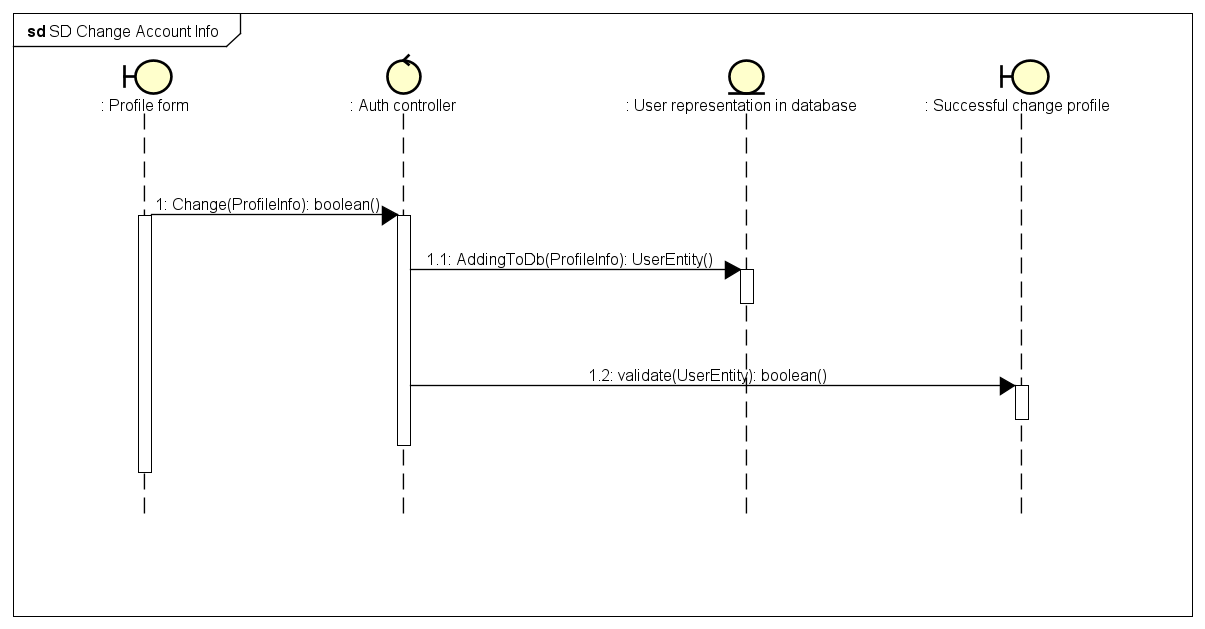 sd SD Change Account Info
: Profile form
: Auth controller
: User representation in database
: Successful change profile
1: Change(ProfileInfo): boolean()
1.1: AddingToDb(ProfileInfo): UserEntity()
1.2: validate(UserEntity): boolean()